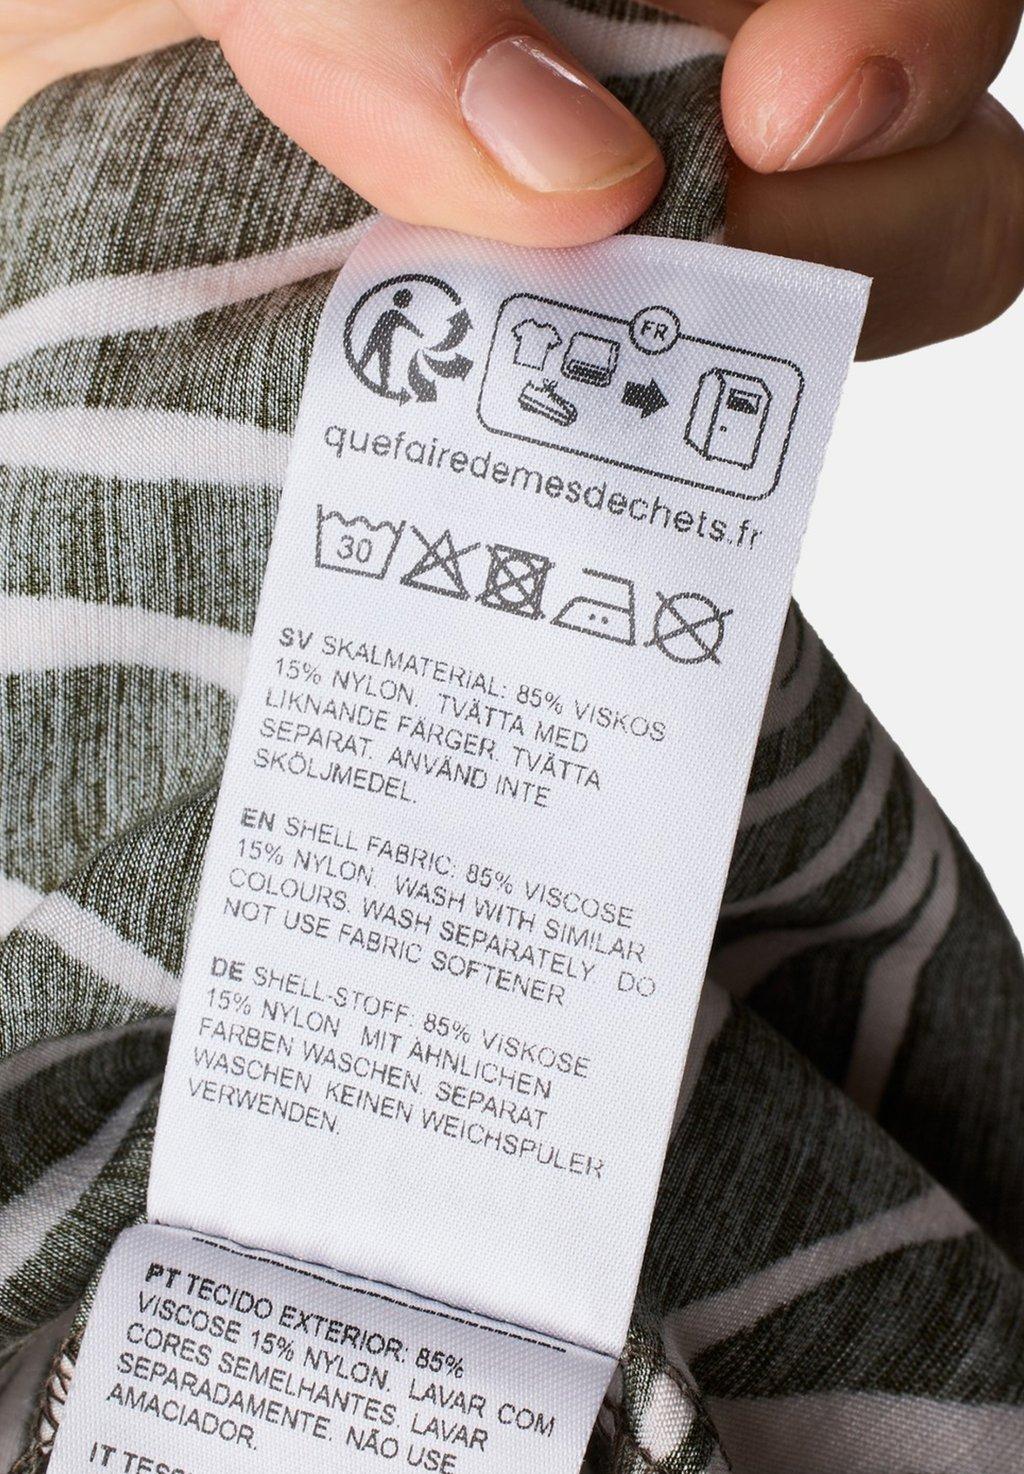 FR
quefairedemesdechets.fr
30
SV SKALMATERIAL: 85% VISKOS
15% NYLON. TVÄTTA MED
LIKNANDE FÄRGER. TVÄTTA
SEPARAT. ANVÄND INTE
SKÖLJMEDEL.
EN SHELL FABRIC: 85% VISCOSE
15% NYLON. WASH WITH SIMILAR
COLOURS. WASH SEPARATELY. DO
NOT USE FABRIC SOFTENER
DE SHELL-STOFF: 85% VISKOSE
15% NYLON MIT ÄHNLICHEN
FARBEN WASCHEN. SEPARAT
WASCHEN KEINEN WEICHSPÜLER
VERWENDEN.
PT TECIDO EXTERIOR: 85%
VISCOSE 15% NYLON. LAVAR COM
CORES SEMELHANTES. LAVAR
SEPARADAMENTE. NÃO USE
AMACIADOR.
IT